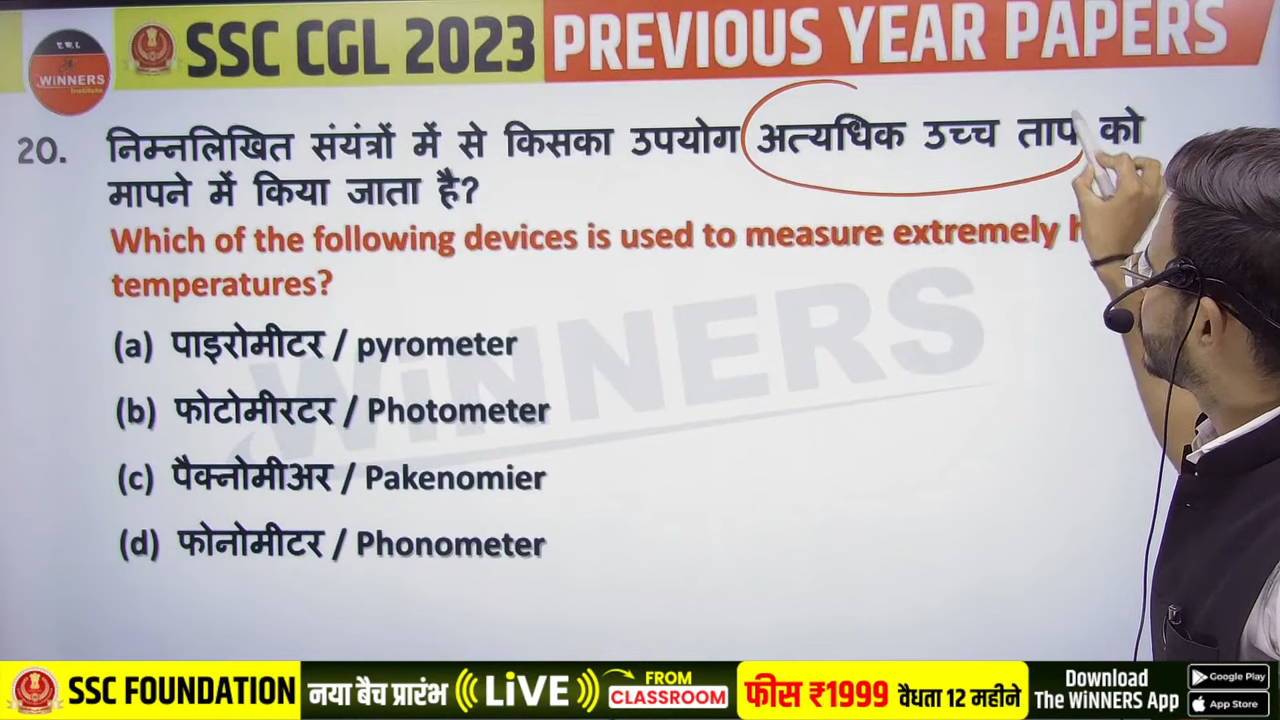 ए.क्यू.ए.
WiNNERS
institute
SSC CGL 2023 PREVIOUS YEAR PAPERS
20. निम्नलिखित संयंत्रों में से किसका उपयोग अत्यधिक उच्च ताप को
मापने में किया जाता है?
Which of the following devices is used to measure extremely
temperatures?
WiNNERS
(a) पाइरोमीटर / pyrometer
(b) फोटोमीरटर / Photometer
(c) पैक्नोमीअर / Pakenomier
(d) फोनोमीटर / Phonometer
SSC FOUNDATION नया बैच प्रारंभ LiVE FROM CLASSROOM फीस ₹1999 वैधता 12 महीने Download The WiNNERS App Google Play App Store